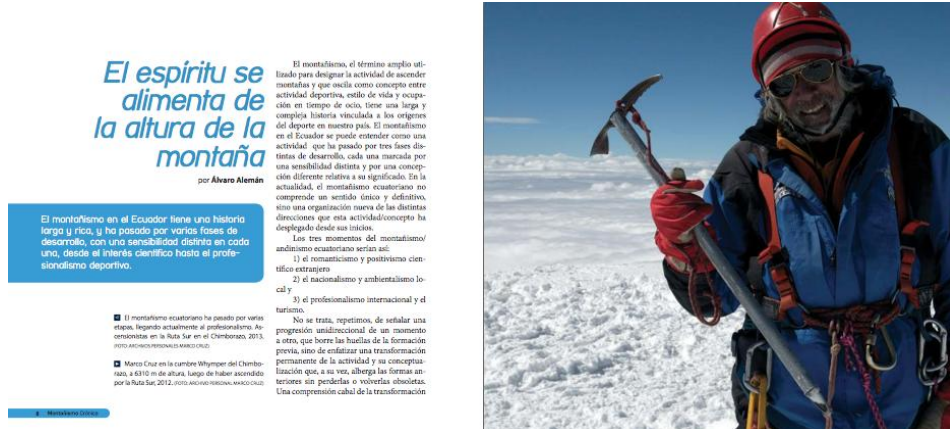 El espíritu se
alimenta de
la altura de la
montaña
por Álvaro Alemán
El montañismo en el Ecuador tiene una historia
larga y rica, y ha pasado por varias fases de
desarrollo, con una sensibilidad distinta en cada
una, desde el interés científico hasta el profe-
sionalismo deportivo.
El montañismo ecuatoriano ha pasado por varias
etapas, llegando actualmente al profesionalismo. As-
censionistas en la Ruta Sur en el Chimborazo, 2013.
(FOTO: ARCHIVOS PERSONALES MARCO CRUZ)
Marco Cruz en la cumbre Whymper del Chimbo-
razo, a 6310 m de altura, luego de haber ascendido
por la Ruta Sur, 2012. (FOTO: ARCHIVO PERSONAL MARCO CRUZ)
El montañismo, el término amplio uti-
lizado para designar la actividad de ascender
montañas y que oscila como concepto entre
actividad deportiva, estilo de vida y ocupa-
ción en tiempo de ocio, tiene una larga y
compleja historia vinculada a los orígenes
del deporte en nuestro país. El montañismo
en el Ecuador se puede entender como una
actividad que ha pasado por tres fases dis-
tintas de desarrollo, cada una marcada por
una sensibilidad distinta y por una concep-
ción diferente relativa a su significado. En la
actualidad, el montañismo ecuatoriano no
comprende un sentido único y definitivo,
sino una organización nueva de las distintas
direcciones que esta actividad/concepto ha
desplegado desde sus inicios.
Los tres momentos del montañismo/
andinismo ecuatoriano serían así:
1) el romanticismo y positivismo cien-
tífico extranjero
2) el nacionalismo y ambientalismo lo-
cal y
3) el profesionalismo internacional y el
turismo.
No se trata, repetimos, de señalar una
progresión unidireccional de un momento
a otro, que borre las huellas de la formación
previa, sino de enfatizar una transformación
permanente de la actividad y su conceptua-
lización que, a su vez, alberga las formas an-
teriores sin perderlas o volverlas obsoletas.
Una comprensión cabal de la transformación
Montañismo